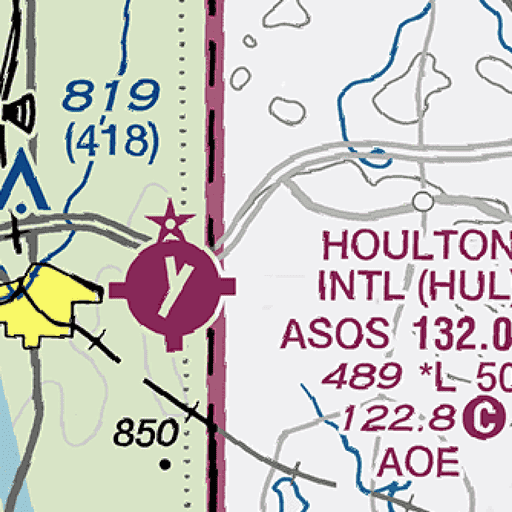 819
(418)
HOULTON
INTL (HUL)
ASOS 132.0
489 *L 50
122.8 C
AOE
850